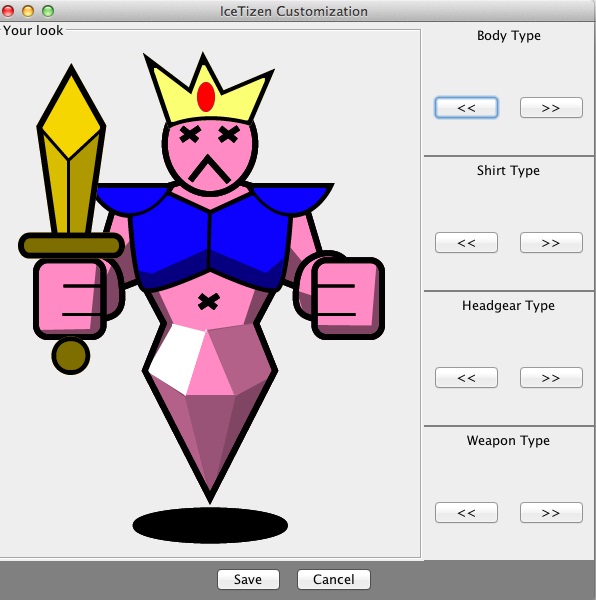 IceTizen Customization
Your look
Body Type
<< >>
Shirt Type
<< >>
Headgear Type
<< >>
Weapon Type
<< >>
Save Cancel